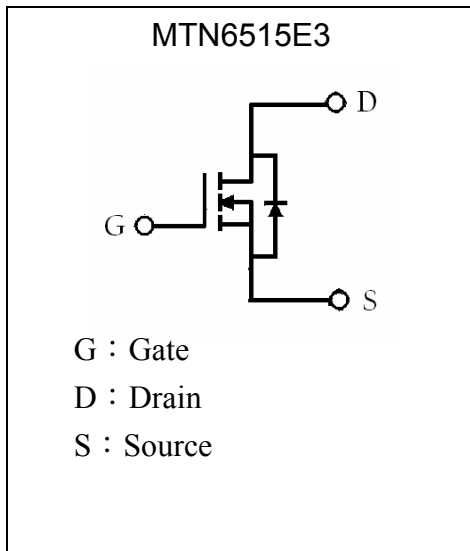 MTN6515E3
D
G
S
G：Gate
D：Drain
S：Source